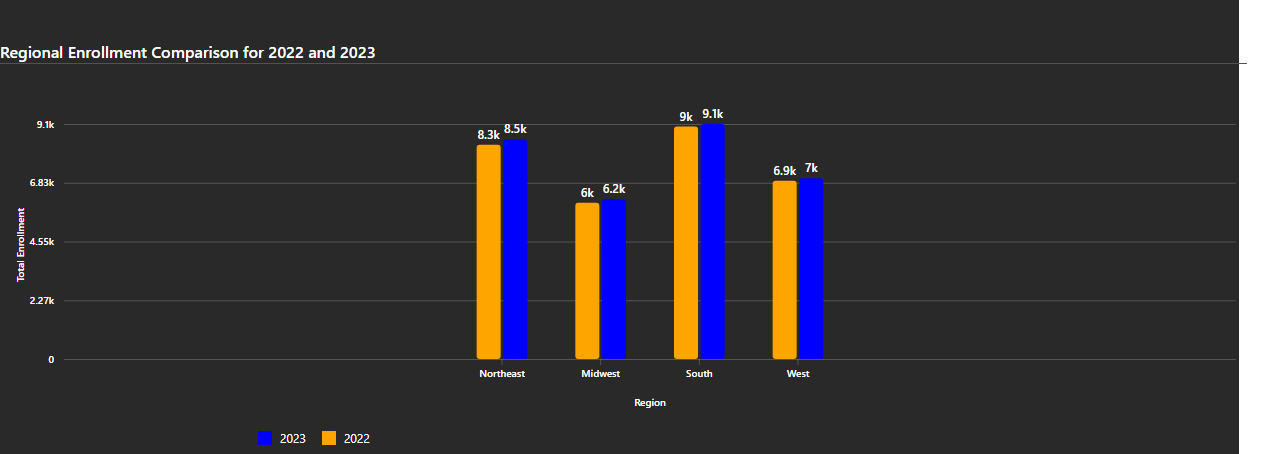 Regional Enrollment Comparison for 2022 and 2023
9.1k
6.83k
4.55k
2.27k
0
Total Enrollment
8.3k 8.5k
6k 6.2k
9k 9.1k
6.9k 7k
Northeast Midwest South West
Region
2023 2022